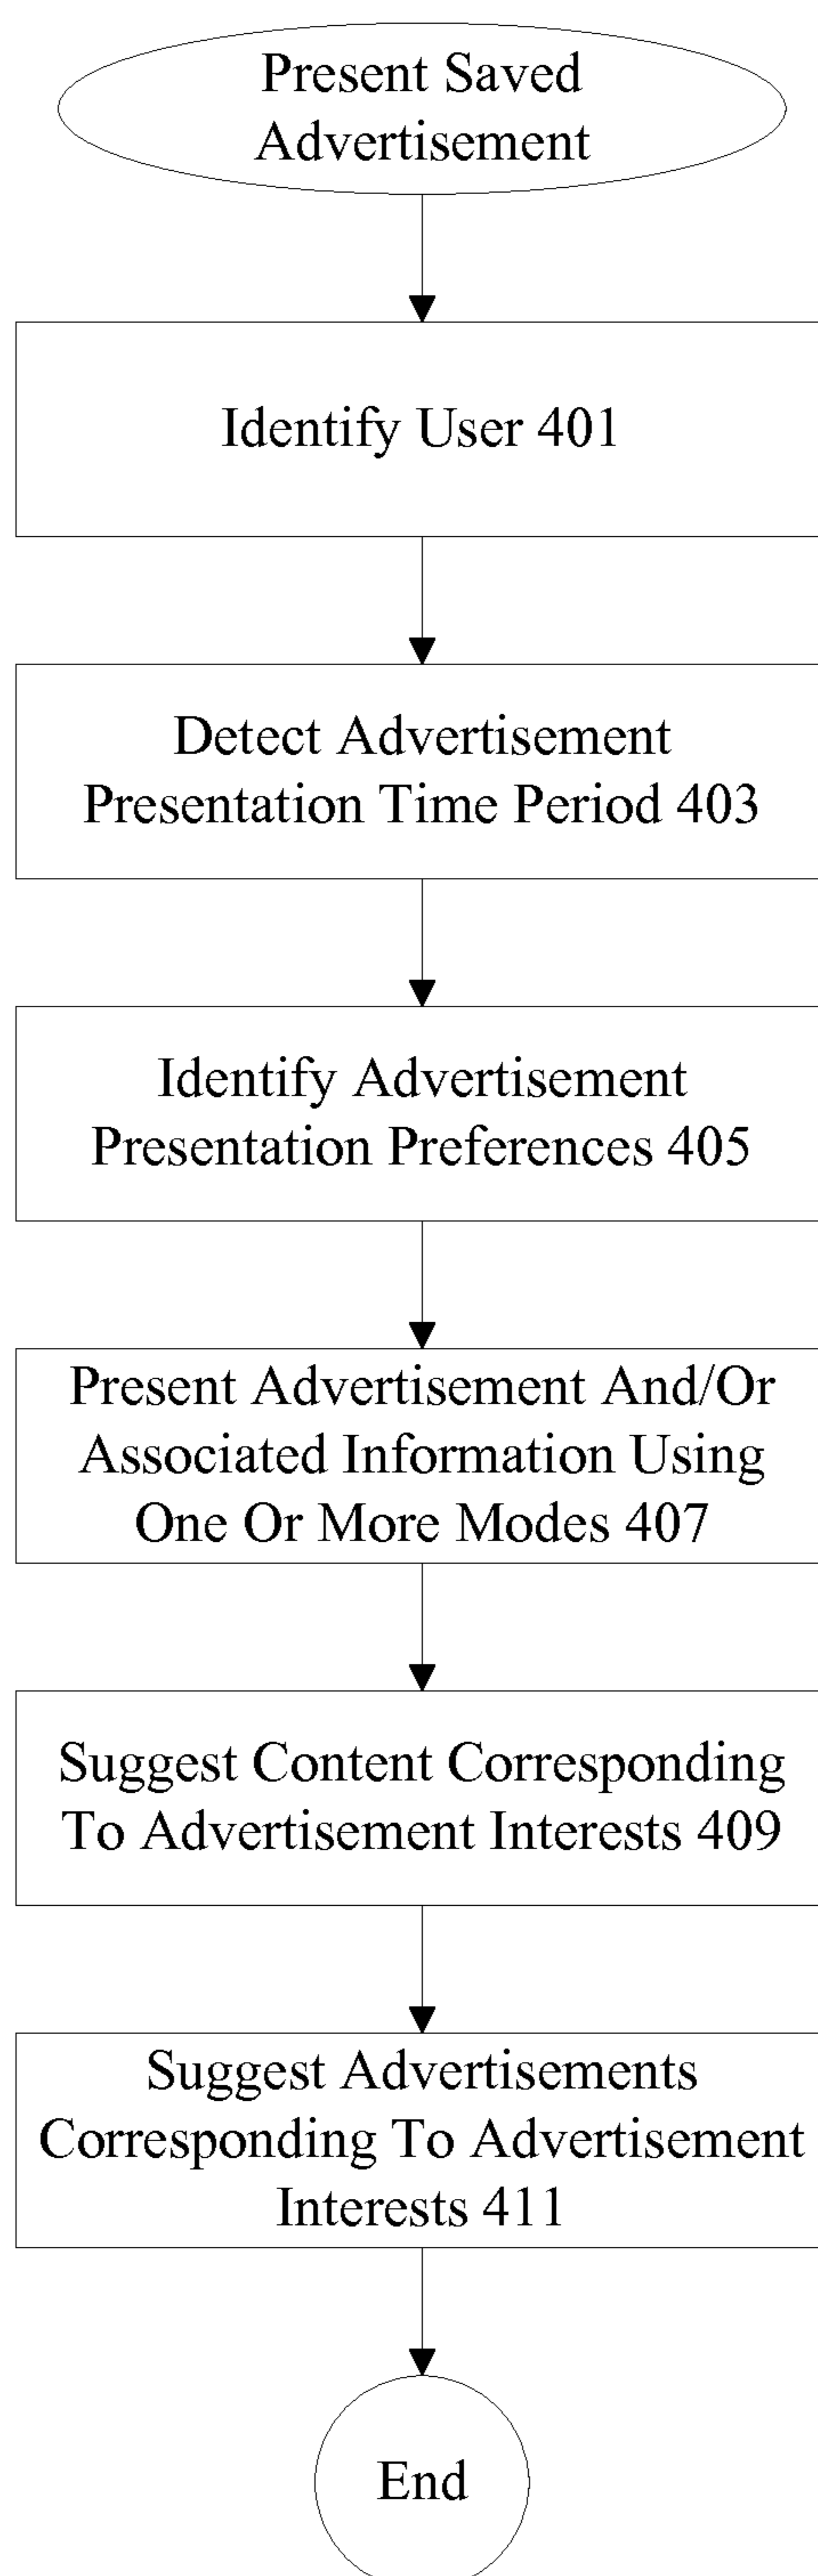 Present Saved
Advertisement
Identify User 401
Detect Advertisement
Presentation Time Period 403
Identify Advertisement
Presentation Preferences 405
Present Advertisement And/Or
Associated Information Using
One Or More Modes 407
Suggest Content Corresponding
To Advertisement Interests 409
Suggest Advertisements
Corresponding To Advertisement
Interests 411
End